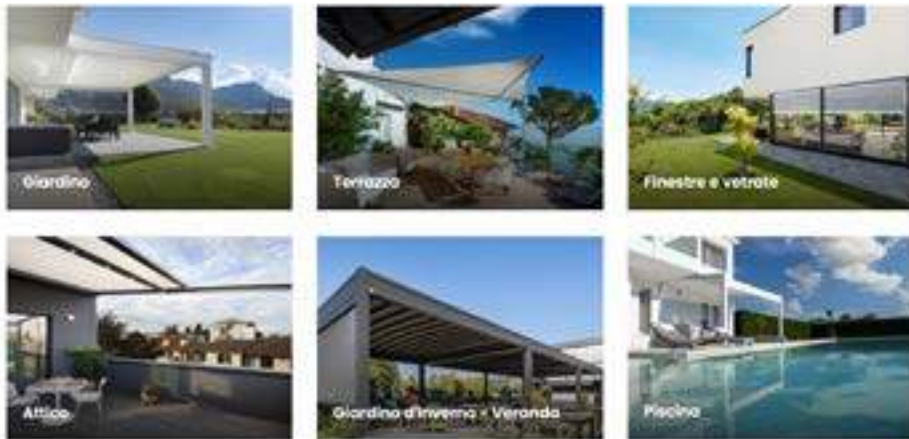 Giardino
Terrazzo
Finestre e vetrate
Attico
Giardino d'inverno - Veranda
Piscina